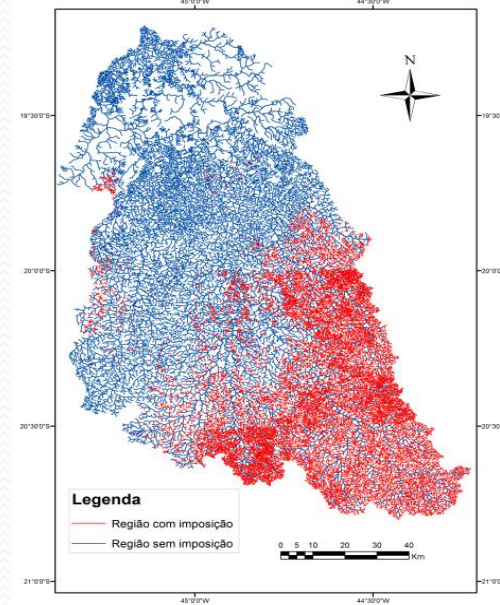 45°0'0"W
44°30'0"W
N
19°30'0"S
19°30'
20°0'0"S
20°0'0
20°30'0"S
20°30'
21°0'0"S
21°0'0
Legenda
Região com imposição
Região sem imposição
0 5 10 20 30 40
Km
45°0'0"W
44°30'0"W